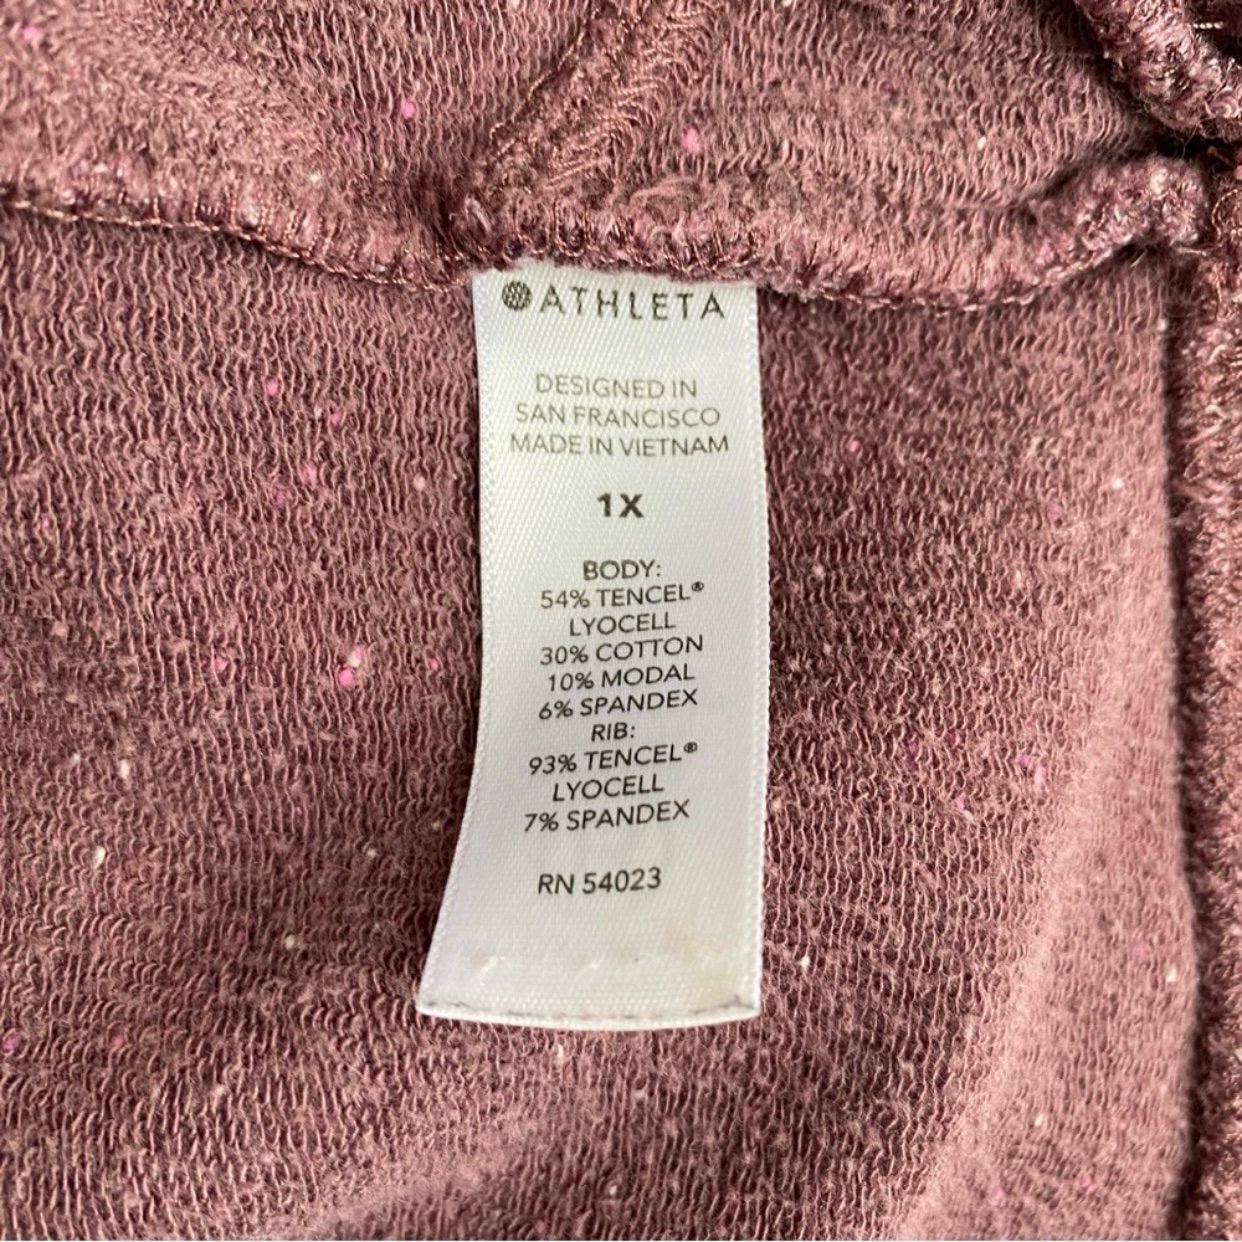 ATHLETA
DESIGNED IN
SAN FRANCISCO
MADE IN VIETNAM
1X
BODY:
54% TENCEL®
LYOCELL
30% COTTON
10% MODAL
6% SPANDEX
RIB:
93% TENCEL®
LYOCELL
7% SPANDEX
RN 54023